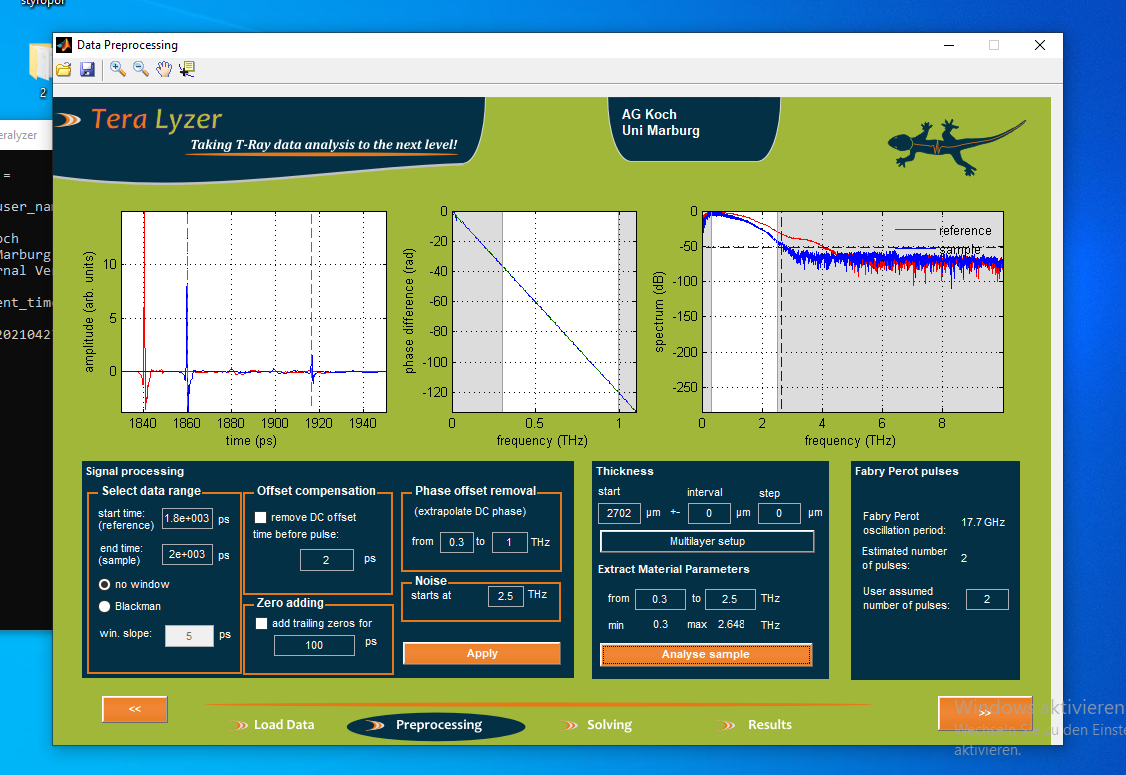 styropor
2
eralyzer
=
user_nam
och
Marburg
rnal Ver
ent_time
20210427
Data Preprocessing
Tera Lyzer
Taking T-Ray data analysis to the next level!
AG Koch
Uni Marburg
amplitude (arb. units)
10
5
0
1840 1860 1880 1900 1920 1940
time (ps)
phase difference (rad)
0
-20
-40
-60
-80
-100
-120
0 0.5 1
frequency (THz)
spectrum (dB)
0
-50
-100
-150
-200
-250
0 2 4 6 8
frequency (THz)
reference
sample
Signal processing
Select data range
start time:
(reference)
1.8e+003 ps
end time:
(sample)
2e+003 ps
no window
Blackman
win. slope: 5 ps
Offset compensation
remove DC offset
time before pulse:
2 ps
Zero adding
add trailing zeros for
100 ps
Phase offset removal
(extrapolate DC phase)
from 0.3 to 1 THz
Noise
starts at 2.5 THz
Apply
Thickness
start interval step
2702 µm +- 0 µm 0 µm
Multilayer setup
Extract Material Parameters
from 0.3 to 2.5 THz
min 0.3 max 2.648 THz
Analyse sample
Fabry Perot pulses
Fabry Perot
oscillation period: 17.7 GHz
Estimated number
of pulses: 2
User assumed
number of pulses: 2
<<
Load Data
Preprocessing
Solving
Results
>>
Windows aktivieren
Wechseln Sie zu den Einste
aktivieren.